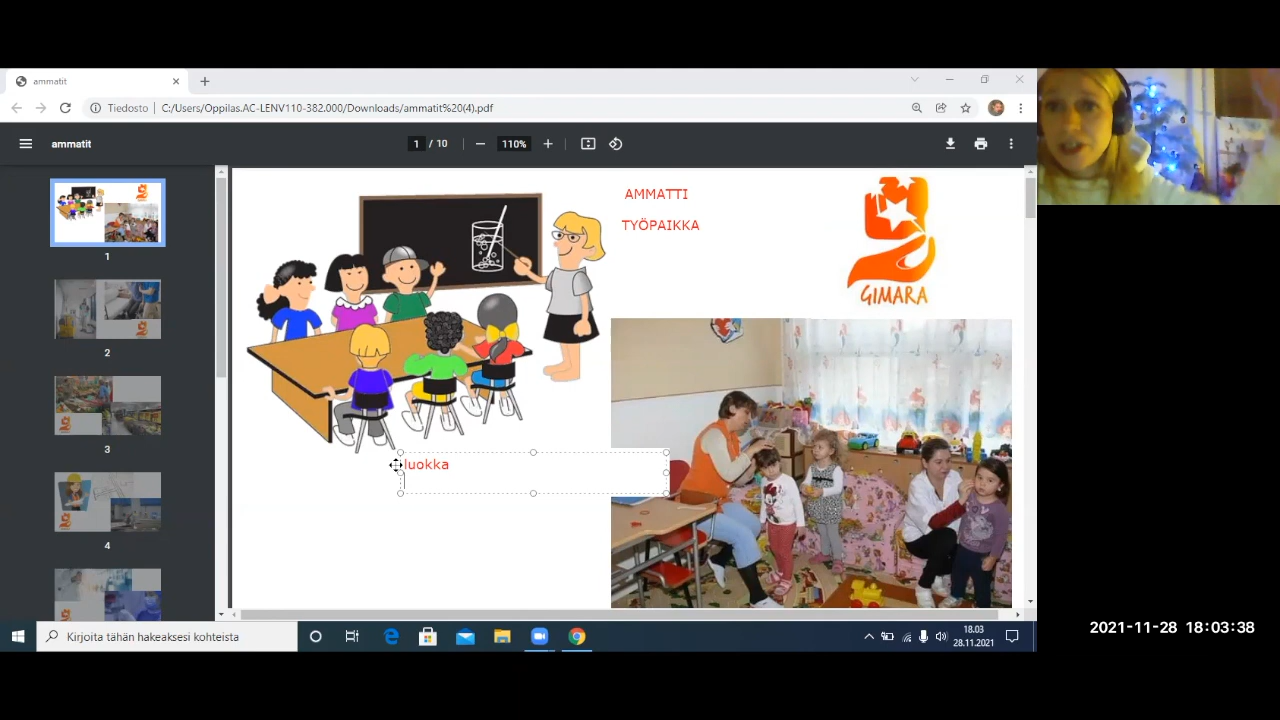 ammatit
Tiedosto
C:/Users/Oppilas.AC-LENV110-382.000/Downloads/ammatit%20(4).pdf
ammatit
1 / 10
110%
AMMATTI
TYÖPAIKKA
GIMARA
luokka
1
2
3
4
Kirjoita tähän hakeaksesi kohteista
18.03
28.11.2021
2021-11-28 18:03:38